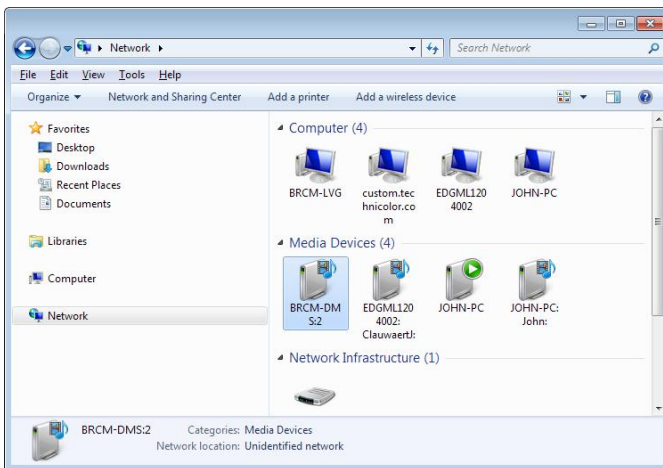 Network
Search Network
File Edit View Tools Help
Organize Network and Sharing Center Add a printer Add a wireless device
Favorites
Desktop
Downloads
Recent Places
Documents
Libraries
Computer
Network
Computer (4)
BRCM-LVG
custom.tec
hnicolor.co
m
EDGML120
4002
JOHN-PC
Media Devices (4)
BRCM-DM
S:2
EDGML120
4002:
ClauwaertJ:
JOHN-PC
JOHN-PC:
John:
Network Infrastructure (1)
BRCM-DMS:2 Categories: Media Devices
Network location: Unidentified network